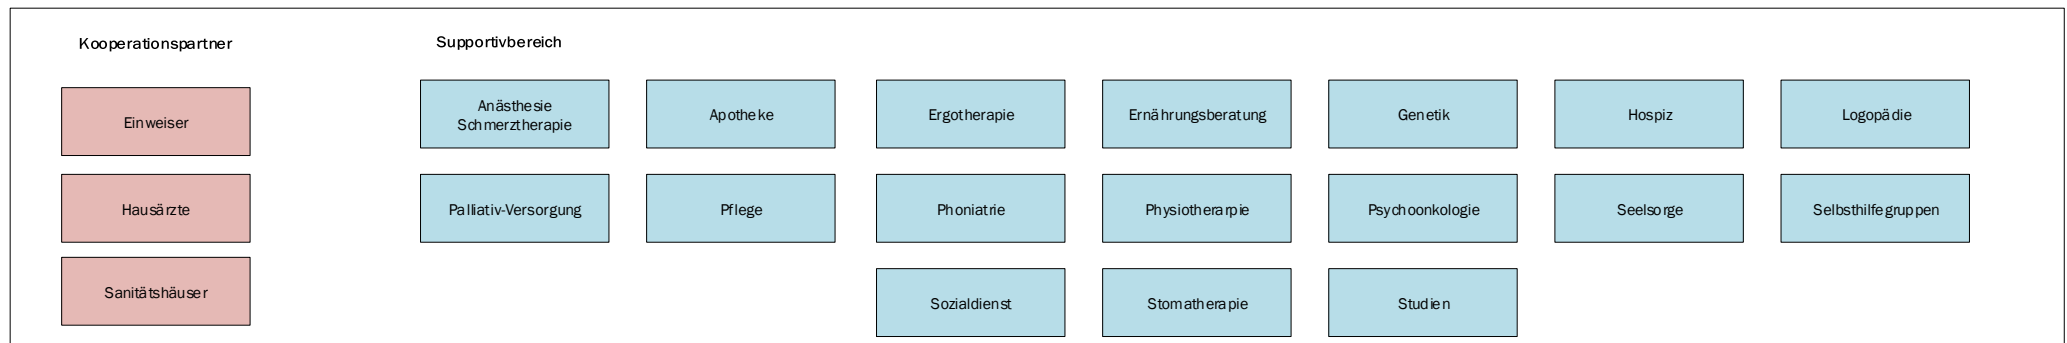 Kooperationspartner
Supportivbereich
Einweiser
Hausärzte
Sanitätshäuser
Anästhesie
Schmerztherapie
Apotheke
Ergotherapie
Ernährungsberatung
Genetik
Hospiz
Logopädie
Palliativ-Versorgung
Pflege
Phoniatrie
Physiotherarpie
Psychoonkologie
Seelsorge
Selbsthilfegruppen
Sozialdienst
Stomatherapie
Studien